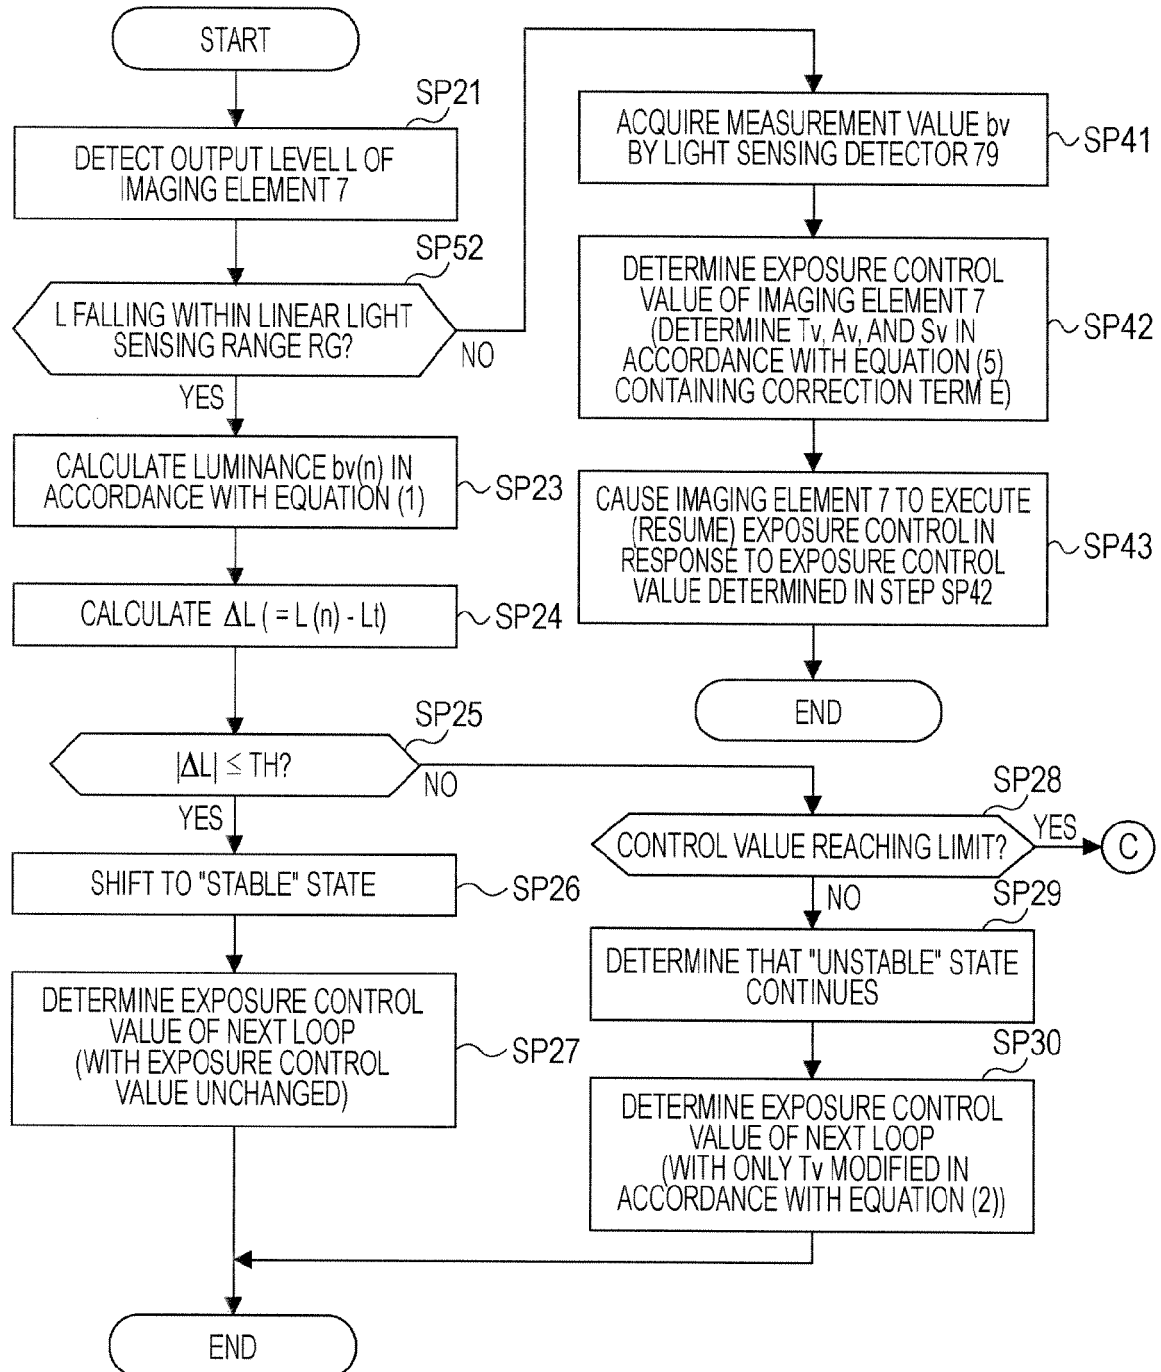 START
SP21
DETECT OUTPUT LEVEL L OF
IMAGING ELEMENT 7
SP52
L FALLING WITHIN LINEAR LIGHT
SENSING RANGE RG?
NO
YES
CALCULATE LUMINANCE bv(n) IN
ACCORDANCE WITH EQUATION (1)
SP23
CALCULATE ΔL ( = L (n) - Lt)
SP24
SP25
|ΔL| ≦ TH?
NO
YES
SHIFT TO "STABLE" STATE
SP26
DETERMINE EXPOSURE CONTROL
VALUE OF NEXT LOOP
(WITH EXPOSURE CONTROL
VALUE UNCHANGED)
SP27
END
ACQUIRE MEASUREMENT VALUE bv
BY LIGHT SENSING DETECTOR 79
SP41
DETERMINE EXPOSURE CONTROL
VALUE OF IMAGING ELEMENT 7
(DETERMINE Tv, Av, AND Sv IN
ACCORDANCE WITH EQUATION (5)
CONTAINING CORRECTION TERM E)
SP42
CAUSE IMAGING ELEMENT 7 TO EXECUTE
(RESUME) EXPOSURE CONTROL IN
RESPONSE TO EXPOSURE CONTROL
VALUE DETERMINED IN STEP SP42
SP43
END
SP28
CONTROL VALUE REACHING LIMIT?
YES
C
NO
SP29
DETERMINE THAT "UNSTABLE" STATE
CONTINUES
SP30
DETERMINE EXPOSURE CONTROL
VALUE OF NEXT LOOP
(WITH ONLY Tv MODIFIED IN
ACCORDANCE WITH EQUATION (2))